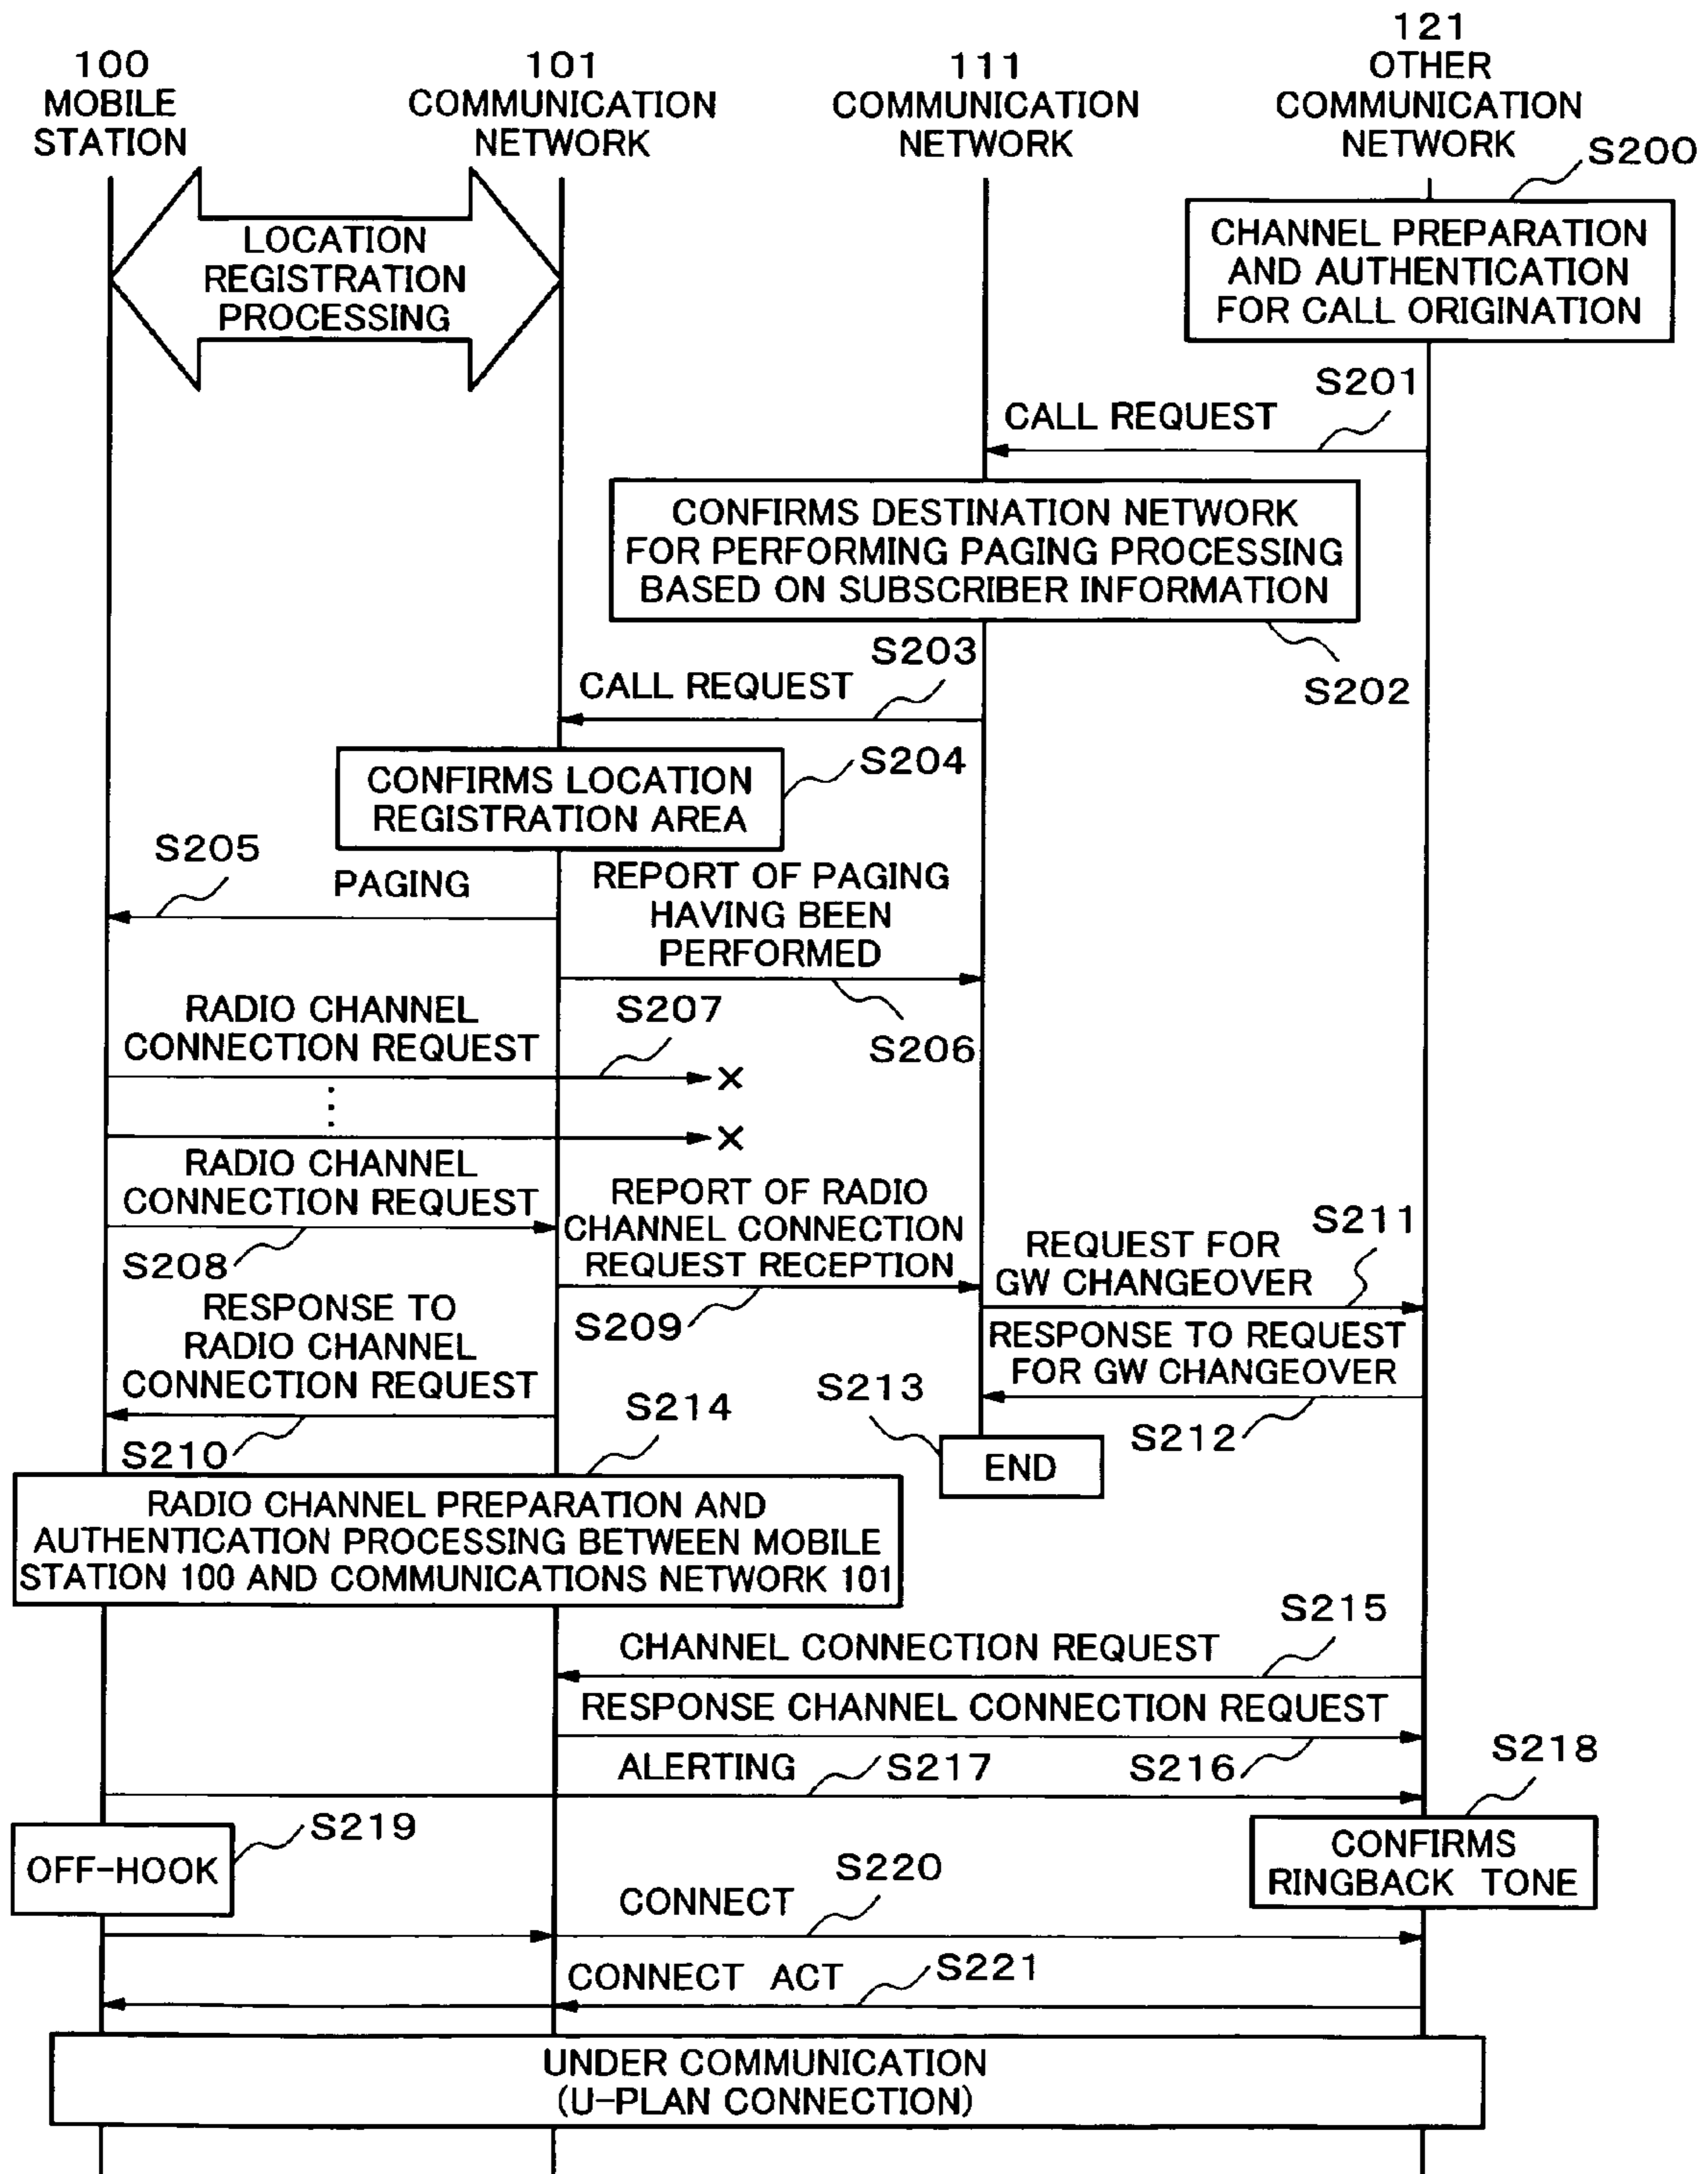 100
MOBILE
STATION
101
COMMUNICATION
NETWORK
111
COMMUNICATION
NETWORK
121
OTHER
COMMUNICATION
NETWORK
S200
LOCATION
REGISTRATION
PROCESSING
CHANNEL PREPARATION
AND AUTHENTICATION
FOR CALL ORIGINATION
S201
CALL REQUEST
CONFIRMS DESTINATION NETWORK
FOR PERFORMING PAGING PROCESSING
BASED ON SUBSCRIBER INFORMATION
S202
S203
CALL REQUEST
S204
CONFIRMS LOCATION
REGISTRATION AREA
S205
PAGING
REPORT OF PAGING
HAVING BEEN
PERFORMED
S206
RADIO CHANNEL
CONNECTION REQUEST
S207
RADIO CHANNEL
CONNECTION REQUEST
S208
REPORT OF RADIO
CHANNEL CONNECTION
REQUEST RECEPTION
S209
S211
REQUEST FOR
GW CHANGEOVER
RESPONSE TO
RADIO CHANNEL
CONNECTION REQUEST
S210
RESPONSE TO REQUEST
FOR GW CHANGEOVER
S212
S213
END
S214
RADIO CHANNEL PREPARATION AND
AUTHENTICATION PROCESSING BETWEEN MOBILE
STATION 100 AND COMMUNICATIONS NETWORK 101
S215
CHANNEL CONNECTION REQUEST
RESPONSE CHANNEL CONNECTION REQUEST
S216
ALERTING
S217
S218
CONFIRMS
RINGBACK TONE
S219
OFF-HOOK
S220
CONNECT
CONNECT ACT
S221
UNDER COMMUNICATION
(U-PLAN CONNECTION)